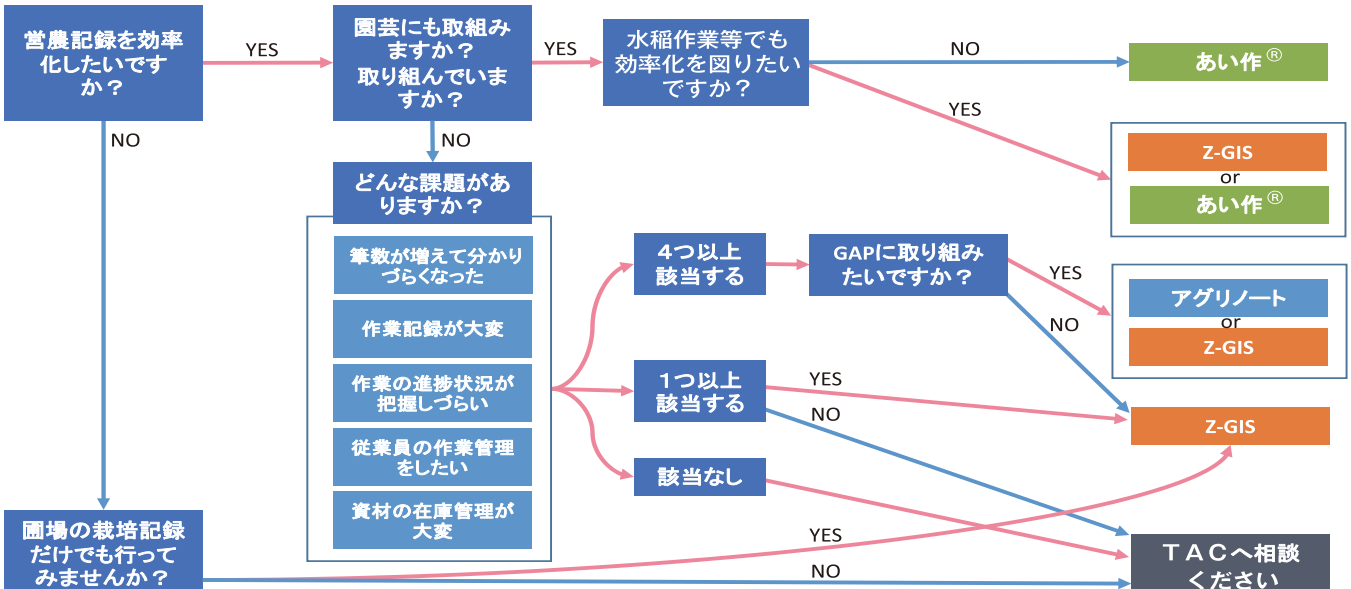 営農記録を効率
化したいです
か？
YES
園芸にも取組み
ますか？
取り組んでいま
すか？
YES
水稲作業等でも
効率化を図りたい
ですか？
NO
あい作®
YES
Z-GIS
or
あい作®
NO
NO
どんな課題があ
りますか？
筆数が増えて分かり
づらくなった
作業記録が大変
作業の進捗状況が
把握しづらい
従業員の作業管理
をしたい
資材の在庫管理が
大変
４つ以上
該当する
GAPに取り組み
たいですか？
YES
アグリノート
or
Z-GIS
NO
１つ以上
該当する
YES
NO
Z-GIS
該当なし
圃場の栽培記録
だけでも行って
みませんか？
YES
NO
ＴＡＣへ相談
ください